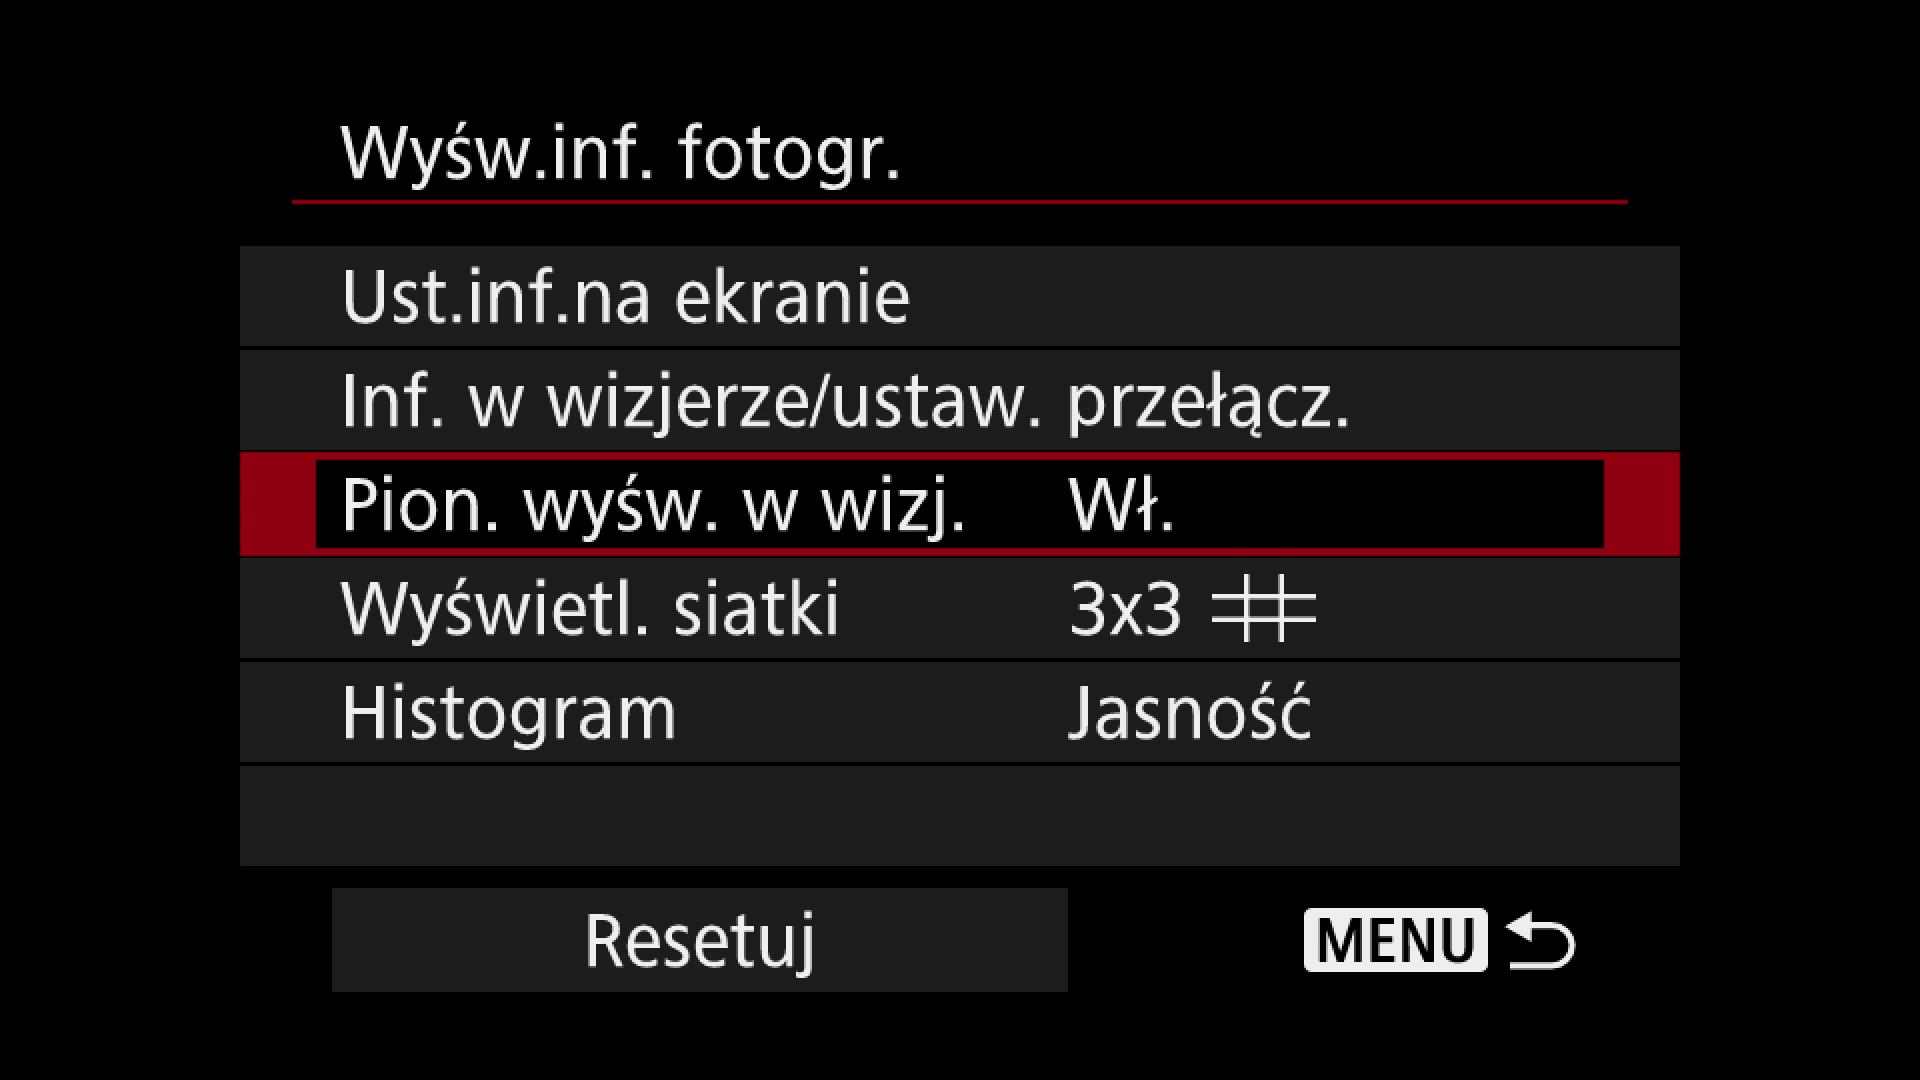 Wyśw.inf. fotogr.
Ust.inf.na ekranie
Inf. w wizjerze/ustaw. przełącz.
Pion. wyśw. w wizj. Wł.
Wyświetl. siatki 3x3
Histogram Jasność
Resetuj MENU